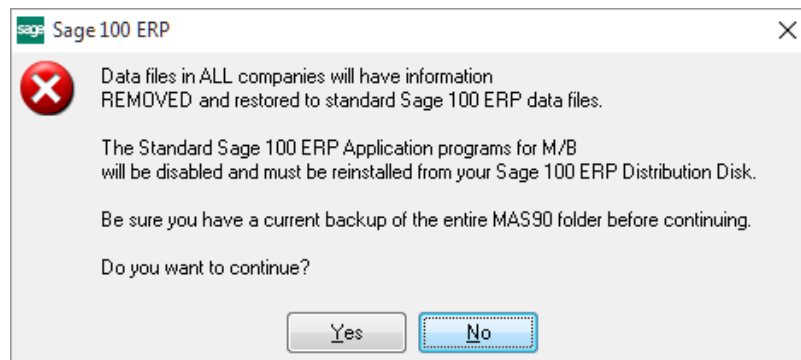 sage Sage 100 ERP
Data files in ALL companies will have information
REMOVED and restored to standard Sage 100 ERP data files.
The Standard Sage 100 ERP Application programs for M/B
will be disabled and must be reinstalled from your Sage 100 ERP Distribution Disk.
Be sure you have a current backup of the entire MAS90 folder before continuing.
Do you want to continue?
Yes No